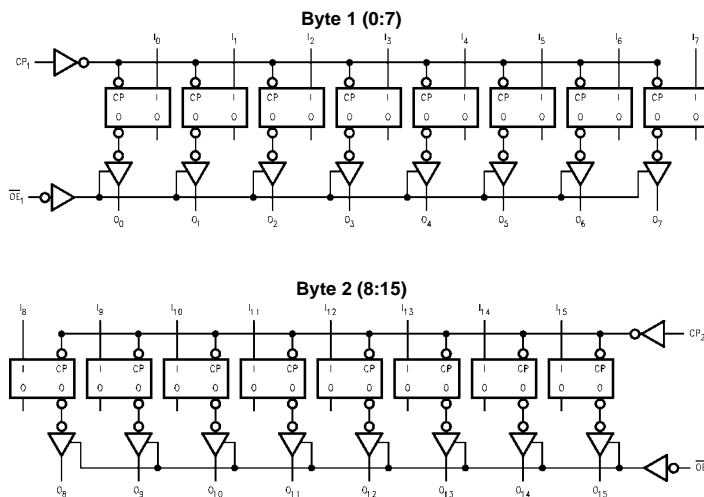 Byte 1 (0:7)
I₀ I₁ I₂ I₃ I₄ I₅ I₆ I₇
CP₁
CP I CP I CP I CP I CP I CP I CP I CP I
O O O O O O O O O O O O O O O O
O̅E̅₁
O₀ O₁ O₂ O₃ O₄ O₅ O₆ O₇
Byte 2 (8:15)
I₈ I₉ I₁₀ I₁₁ I₁₂ I₁₃ I₁₄ I₁₅
CP₂
I CP I CP I CP I CP I CP I CP I CP I CP
O O O O O O O O O O O O O O O O
O̅E̅
O₈ O₉ O₁₀ O₁₁ O₁₂ O₁₃ O₁₄ O₁₅